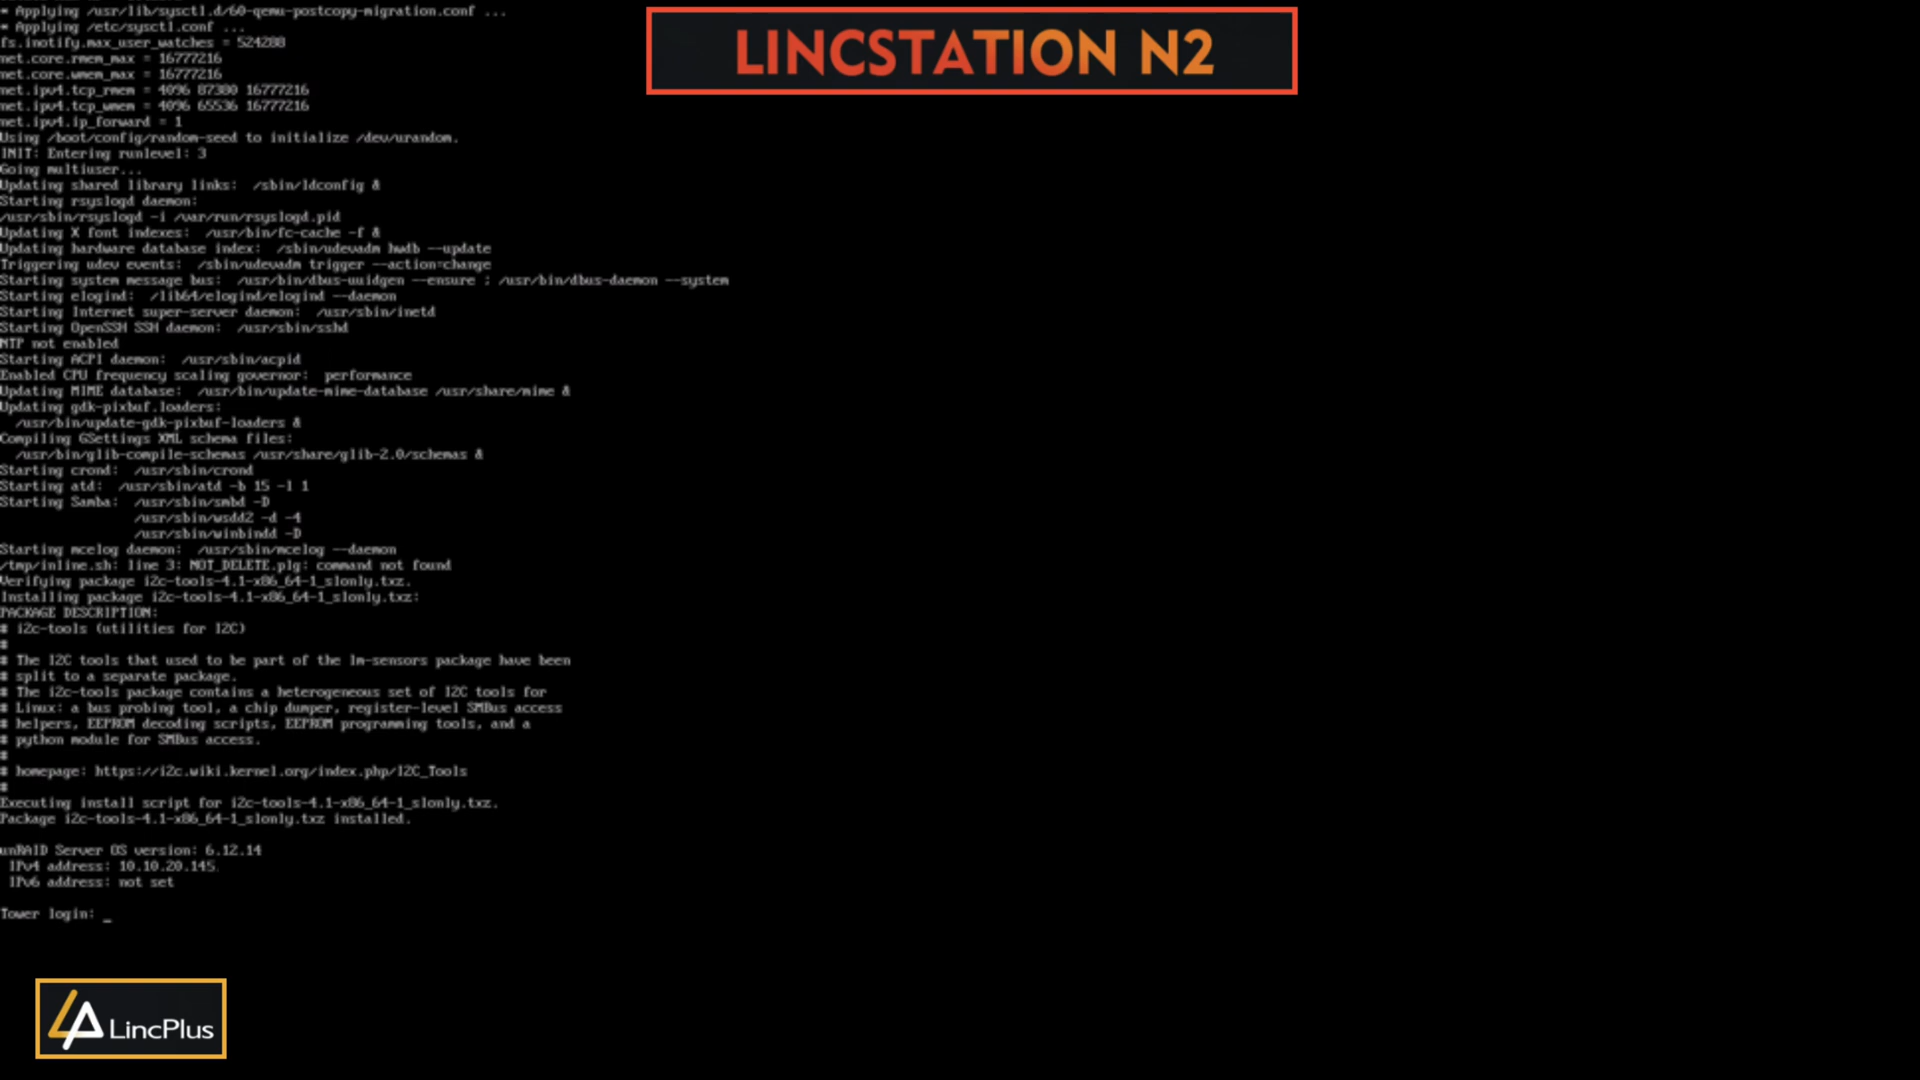 * Applying /usr/lib/sysctl.d/60-qemu-postcopy-migration.conf ...
* Applying /etc/sysctl.conf ...
fs.inotify.max_user_watches = 524288
net.core.rmem_max = 16777216
net.core.wmem_max = 16777216
net.ipv4.tcp_rmem = 4096 87380 16777216
net.ipv4.tcp_wmem = 4096 65536 16777216
net.ipv4.ip_forward = 1
Using /boot/config/random-seed to initialize /dev/urandom.
INIT: Entering runlevel: 3
Going multiuser...
Updating shared library links:  /sbin/ldconfig &
Starting rsyslogd daemon:
/usr/sbin/rsyslogd -i /var/run/rsyslogd.pid
Updating X font indexes:  /usr/bin/fc-cache -f &
Updating hardware database index:  /sbin/udevadm hwdb --update
Triggering udev events:  /sbin/udevadm trigger --action=change
Starting system message bus:  /usr/bin/dbus-uuidgen --ensure ; /usr/bin/dbus-daemon --system
Starting elogind:  /lib64/elogind/elogind --daemon
Starting Internet super-server daemon:  /usr/sbin/inetd
Starting OpenSSH SSH daemon:  /usr/sbin/sshd
NTP not enabled
Starting ACPI daemon:  /usr/sbin/acpid
Enabled CPU frequency scaling governor:  performance
Updating MIME database:  /usr/bin/update-mime-database /usr/share/mime &
Updating gdk-pixbuf.loaders:
/usr/bin/update-gdk-pixbuf-loaders &
Compiling GSettings XML schema files:
/usr/bin/glib-compile-schemas /usr/share/glib-2.0/schemas &
Starting crond:  /usr/sbin/crond
Starting atd:  /usr/sbin/atd -b 15 -l 1
Starting Samba:  /usr/sbin/smbd -D
/usr/sbin/wsdd2 -d -4
/usr/sbin/winbindd -D
Starting mcelog daemon:  /usr/sbin/mcelog --daemon
/tmp/inline.sh: line 3: NOT_DELETE.plg: command not found
Verifying package i2c-tools-4.1-x86_64-1_slonly.txz.
Installing package i2c-tools-4.1-x86_64-1_slonly.txz:
PACKAGE DESCRIPTION:
# i2c-tools (utilities for I2C)
#
# The I2C tools that used to be part of the lm-sensors package have been
# split to a separate package.
# The i2c-tools package contains a heterogeneous set of I2C tools for
# Linux: a bus probing tool, a chip dumper, register-level SMBus access
# helpers, EEPROM decoding scripts, EEPROM programming tools, and a
# python module for SMBus access.
#
# homepage: https://i2c.wiki.kernel.org/index.php/I2C_Tools
#
Executing install script for i2c-tools-4.1-x86_64-1_slonly.txz.
Package i2c-tools-4.1-x86_64-1_slonly.txz installed.
unRAID Server OS version: 6.12.14
IPv4 address: 10.10.20.145
IPv6 address: not set
Tower login: _
LINCSTATION N2
LincPlus